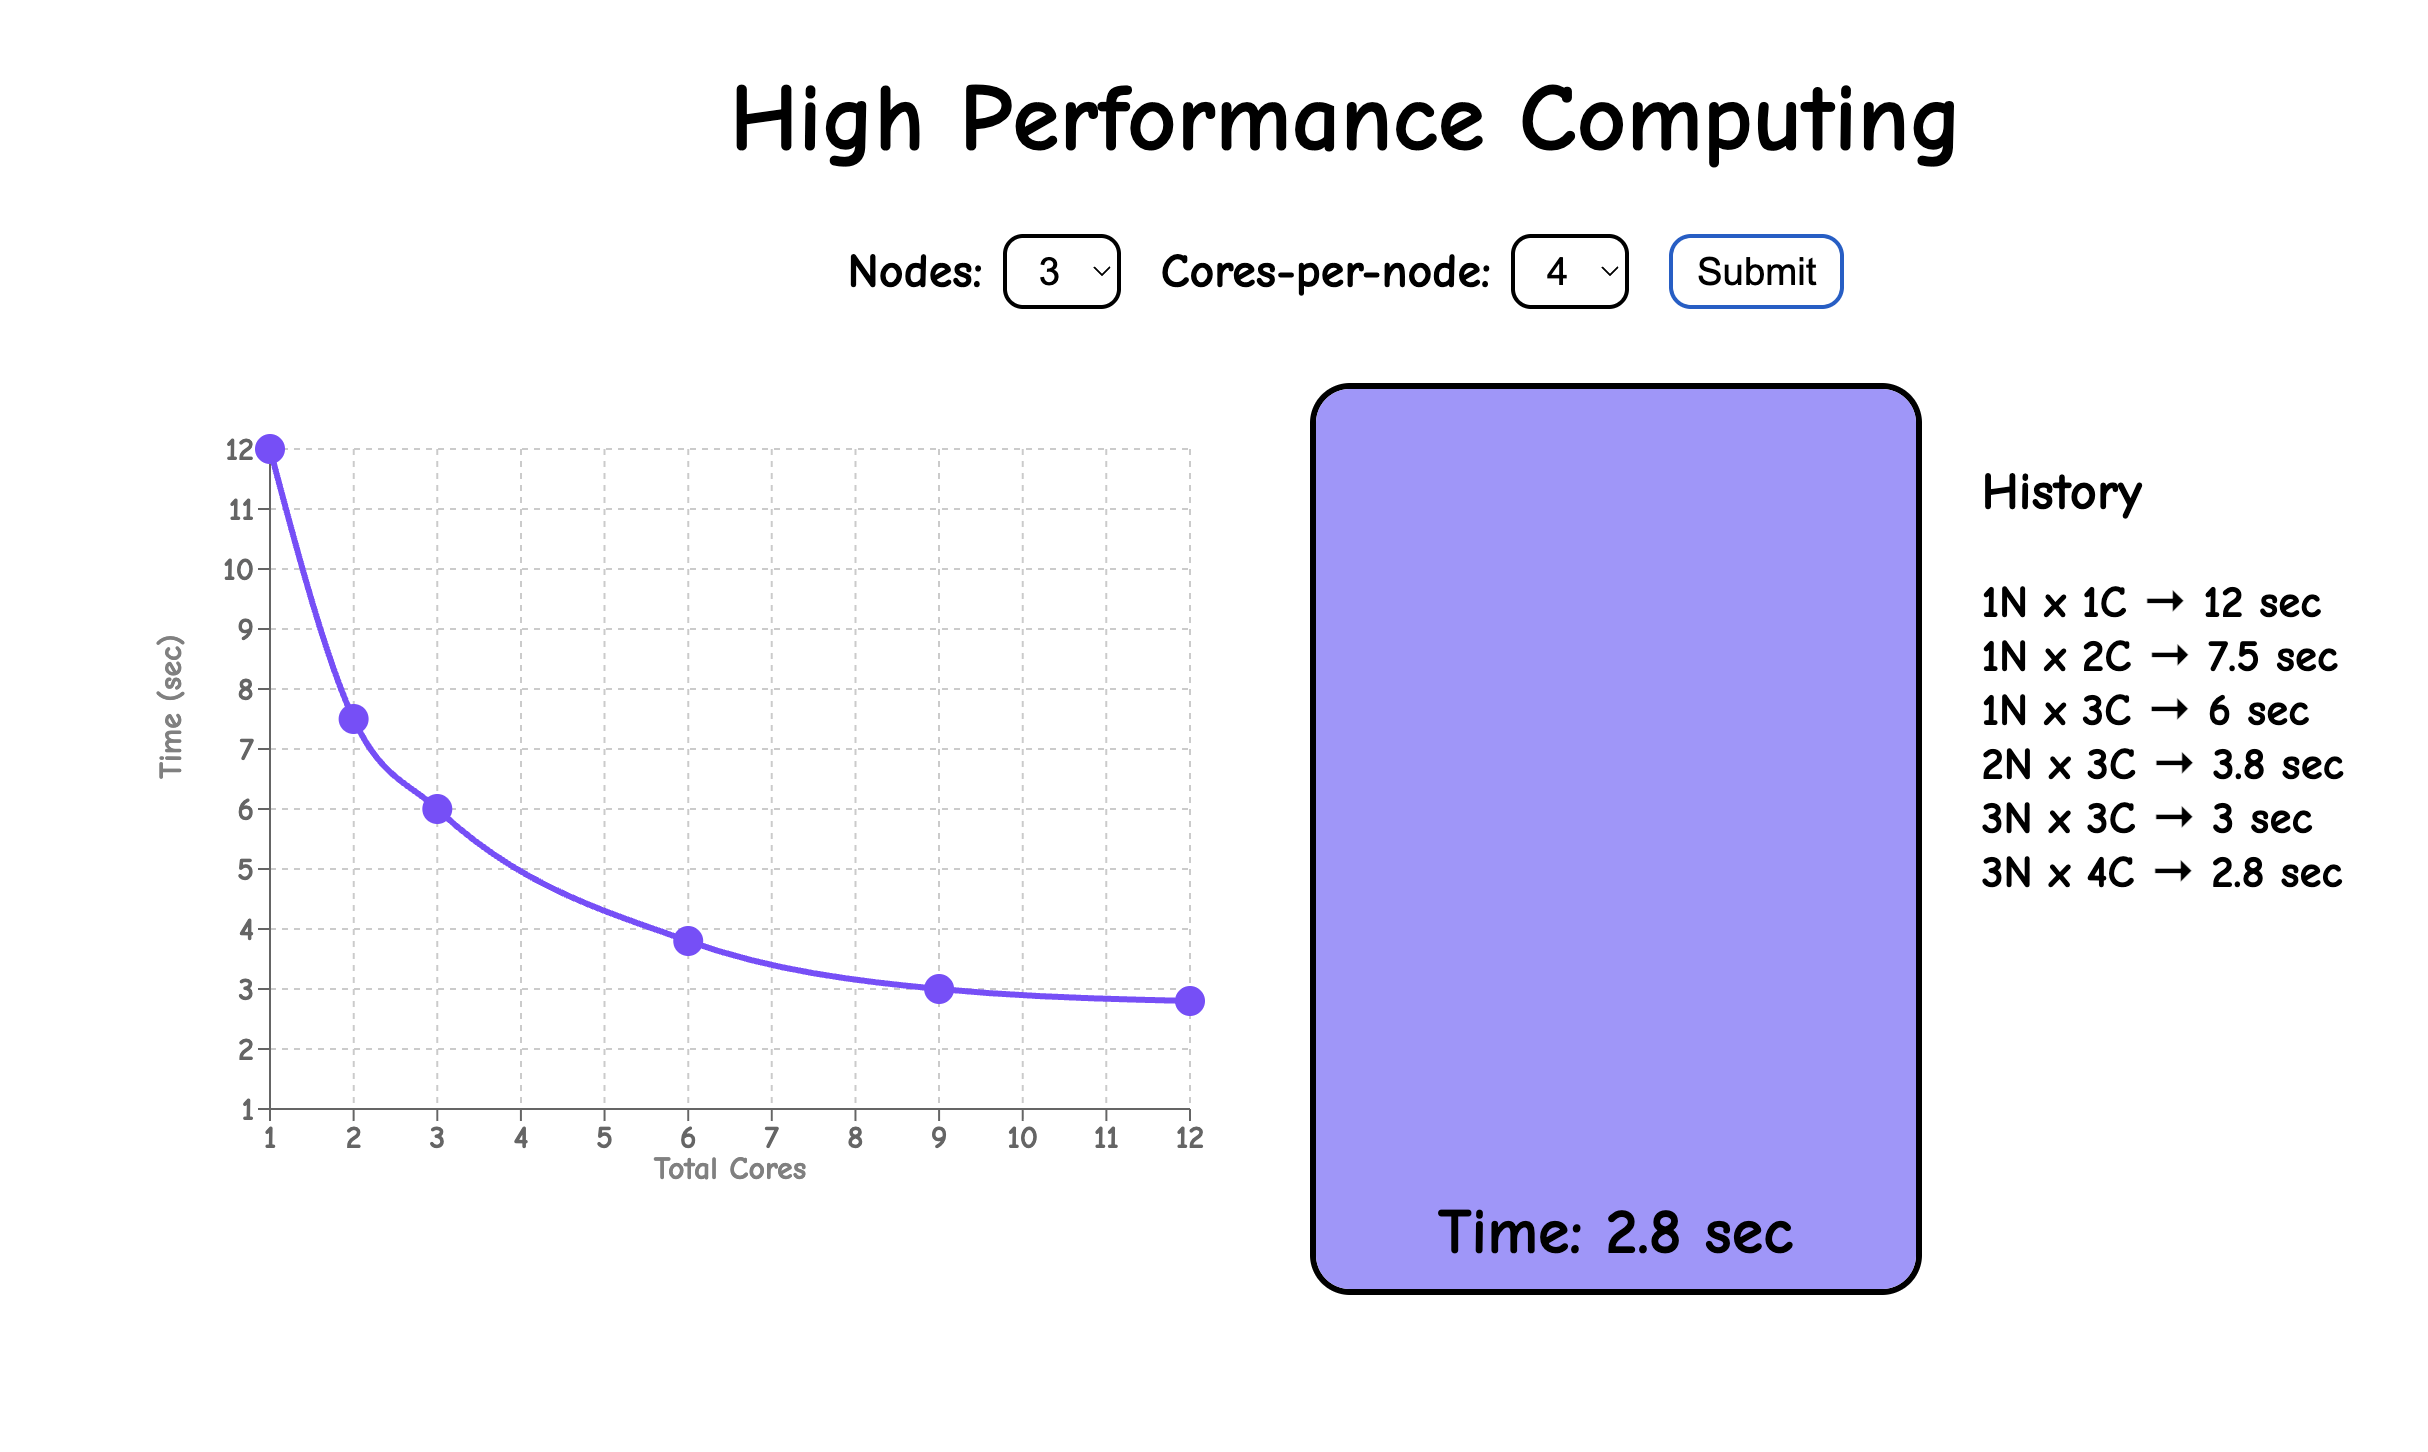 High Performance Computing
Nodes: 3 Cores-per-node: 4 Submit
12
11
10
9
8
7
6
5
4
3
2
1
Time (sec)
1 2 3 4 5 6 7 8 9 10 11 12
Total Cores
Time: 2.8 sec
History
1N x 1C → 12 sec
1N x 2C → 7.5 sec
1N x 3C → 6 sec
2N x 3C → 3.8 sec
3N x 3C → 3 sec
3N x 4C → 2.8 sec